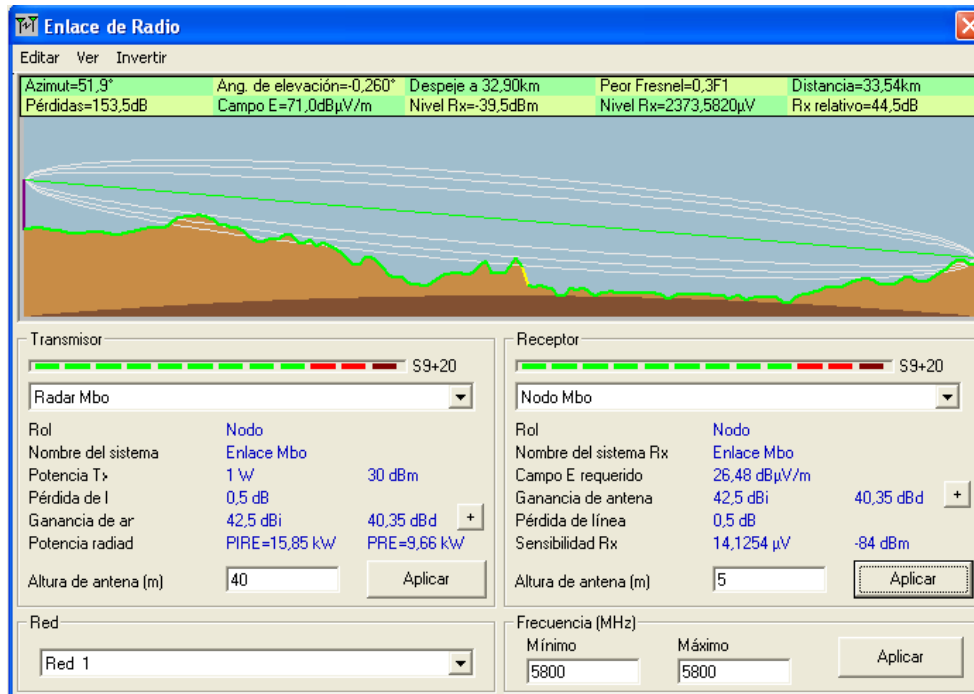 Enlace de Radio
Editar Ver Invertir
Azimut=51,9° Ang. de elevación=-0,260° Despeje a 32,90km Peor Fresnel=0,3F1 Distancia=33,54km
Pérdidas=153,5dB Campo E=71,0dBµV/m Nivel Rx=-39,5dBm Nivel Rx=2373,5820µV Rx relativo=44,5dB
Transmisor
S9+20
Radar Mbo
Rol Nodo
Nombre del sistema Enlace Mbo
Potencia Tx 1 W 30 dBm
Pérdida de l 0,5 dB
Ganancia de ar 42,5 dBi 40,35 dBd +
Potencia radiad PIRE=15,85 kW PRE=9,66 kW
Altura de antena (m) 40 Aplicar
Receptor
S9+20
Nodo Mbo
Rol Nodo
Nombre del sistema Rx Enlace Mbo
Campo E requerido 26,48 dBµV/m
Ganancia de antena 42,5 dBi 40,35 dBd +
Pérdida de línea 0,5 dB
Sensibilidad Rx 14,1254 µV -84 dBm
Altura de antena (m) 5 Aplicar
Red
Red 1
Frecuencia (MHz)
Mínimo Máximo
5800 5800 Aplicar